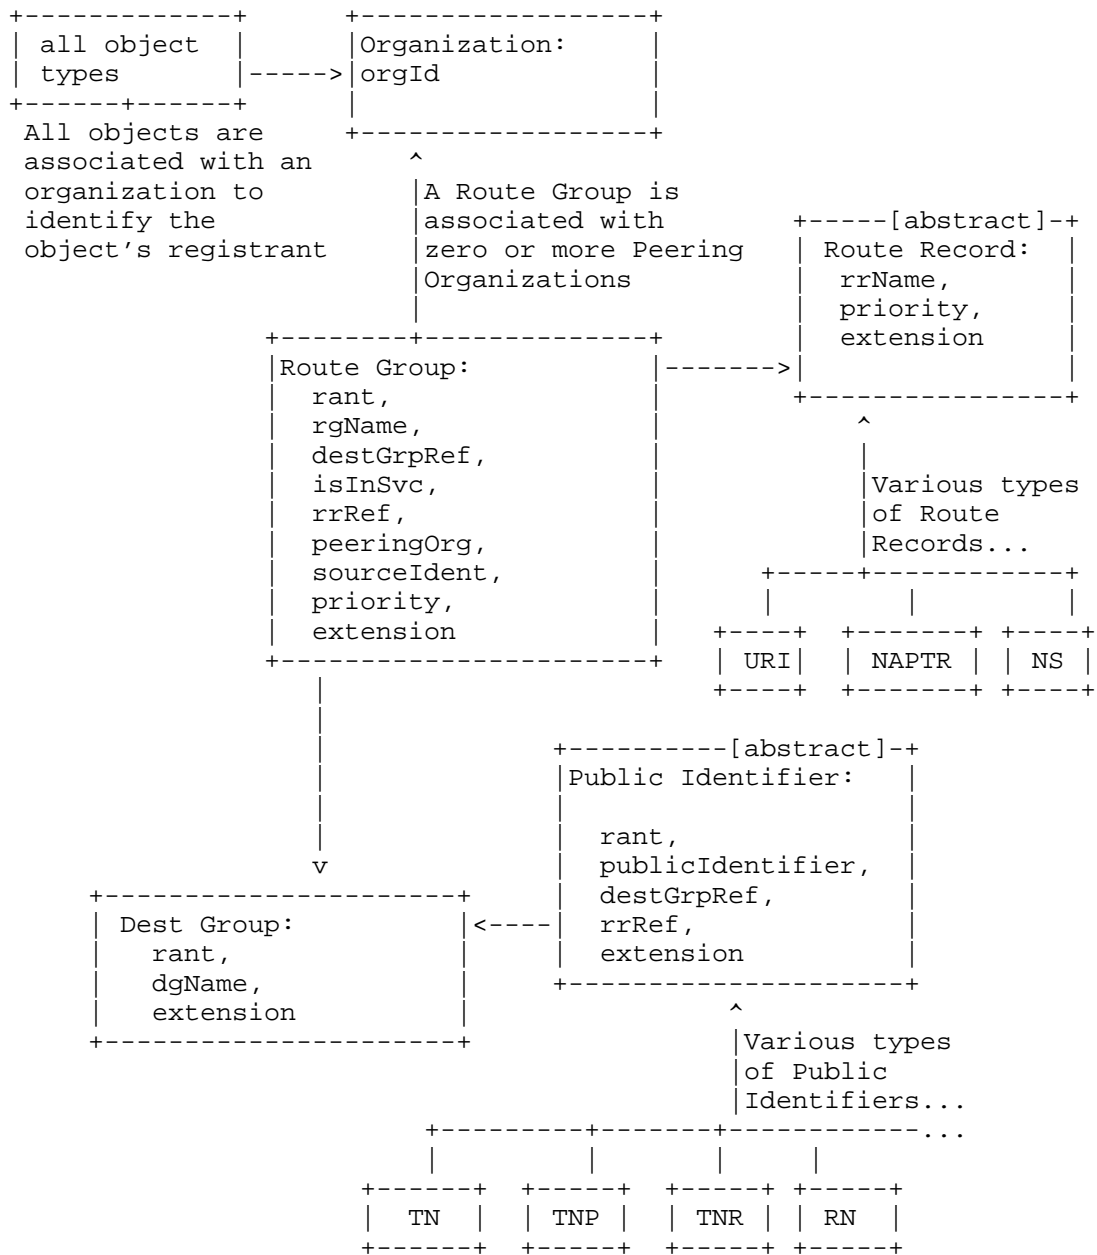 all object
types
Organization:
orgId
All objects are
associated with an
organization to
identify the
object's registrant
A Route Group is
associated with
zero or more Peering
Organizations
[abstract]
Route Record:
rrName,
priority,
extension
Route Group:
rant,
rgName,
destGrpRef,
isInSvc,
rrRef,
peeringOrg,
sourceIdent,
priority,
extension
Various types
of Route
Records...
URI
NAPTR
NS
[abstract]
Public Identifier:
rant,
publicIdentifier,
destGrpRef,
rrRef,
extension
Dest Group:
rant,
dgName,
extension
Various types
of Public
Identifiers...
...
TN
TNP
TNR
RN